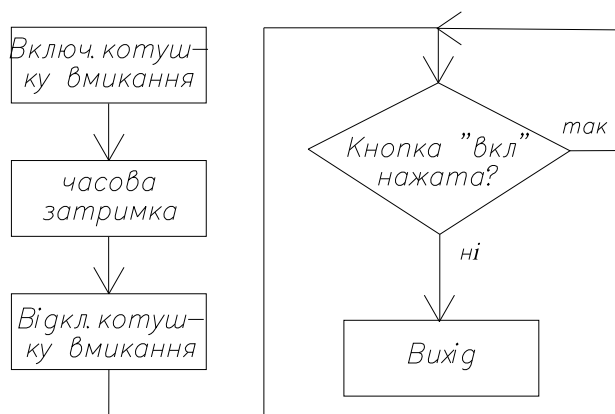 Включ. котуш-
ку вмикання
часова
затримка
Відкл. котуш-
ку вмикання
Кнопка "вкл"
нажата?
так
ні
Вихід